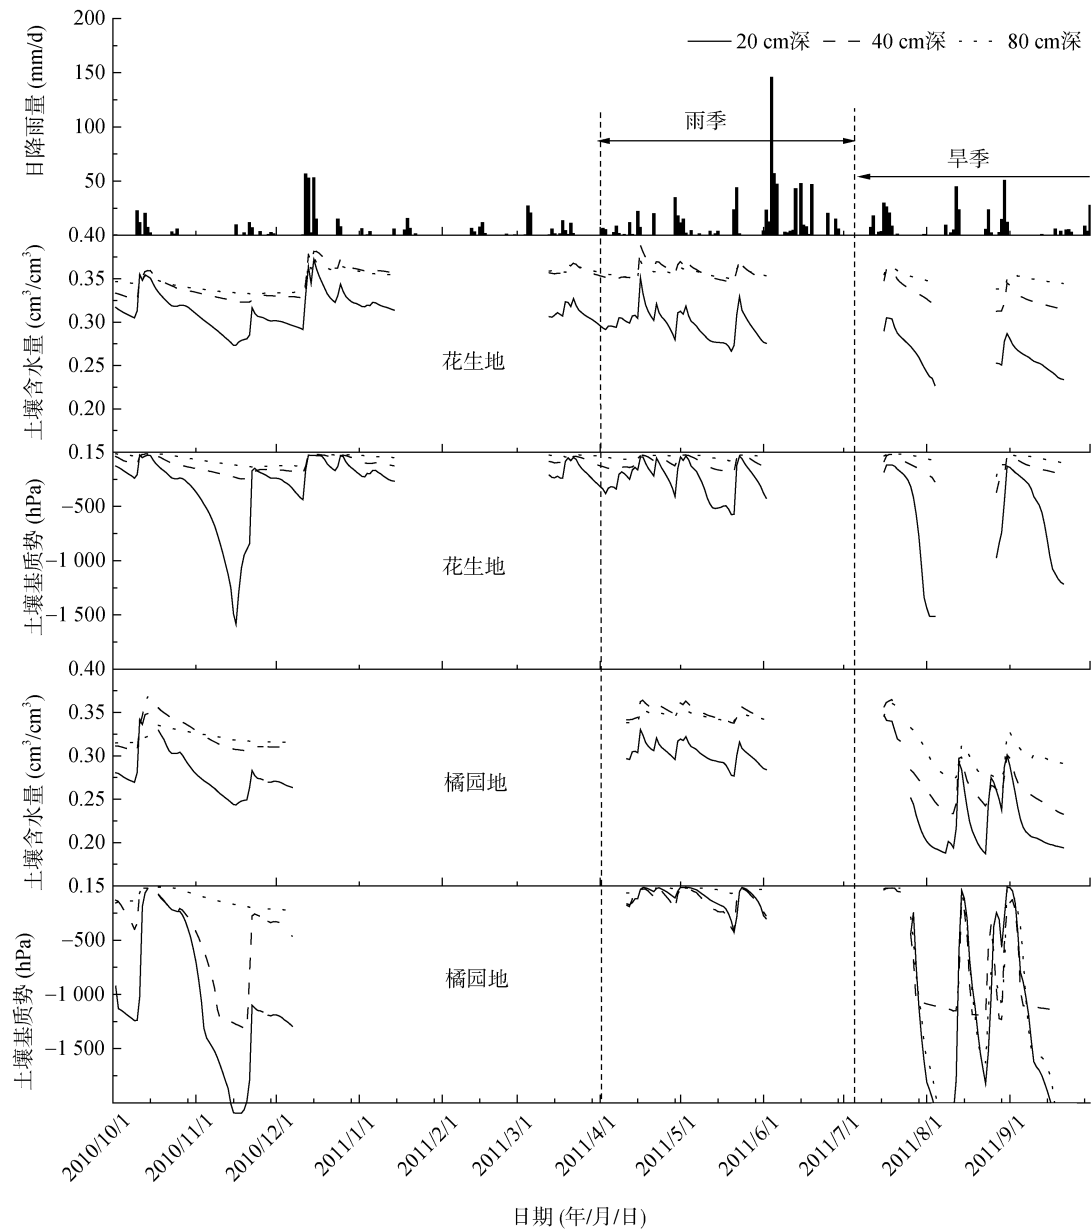 20 cm深 40 cm深 80 cm深
日降雨量 (mm/d)
200
150
100
50
雨季
旱季
0.40
土壤含水量 (cm³/cm³)
0.35
0.30
0.25
0.20
花生地
0.15
土壤基质势 (hPa)
−500
−1 000
−1 500
花生地
0.40
土壤含水量 (cm³/cm³)
0.35
0.30
0.25
0.20
橘园地
0.15
土壤基质势 (hPa)
−500
−1 000
−1 500
橘园地
2010/10/1 2010/11/1 2010/12/1 2011/1/1 2011/2/1 2011/3/1 2011/4/1 2011/5/1 2011/6/1 2011/7/1 2011/8/1 2011/9/1
日期 (年/月/日)